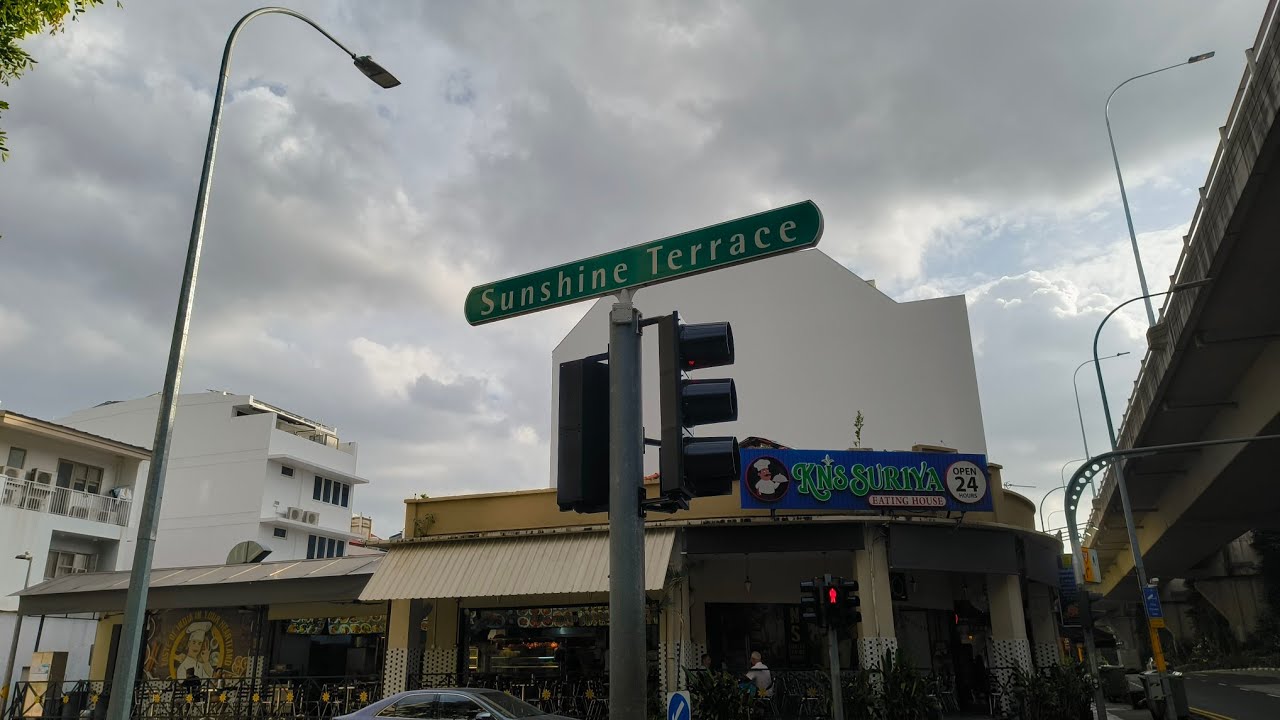 Sunshine Terrace
KNS SURIYA
EATING HOUSE
OPEN
24
HOURS